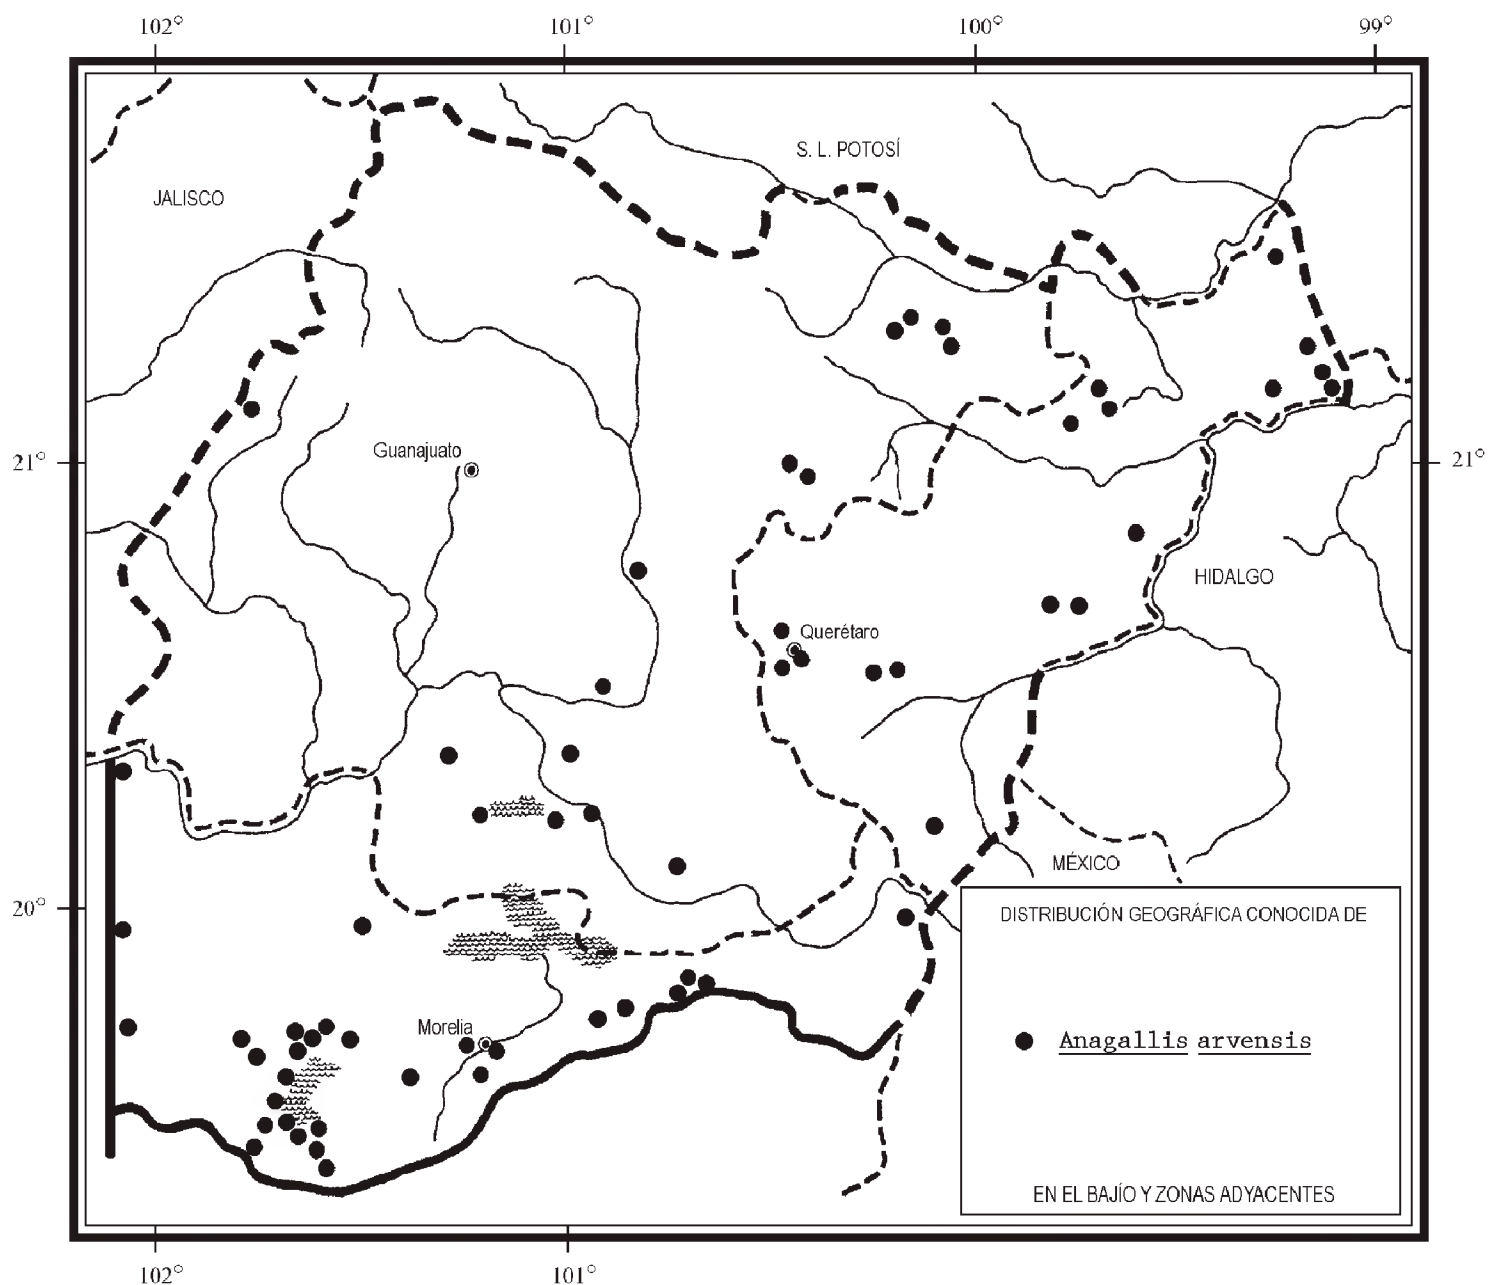 102° 101° 100° 99°
S. L. POTOSÍ
JALISCO
Guanajuato
21° 21°
HIDALGO
Querétaro
MÉXICO
20°
DISTRIBUCIÓN GEOGRÁFICA CONOCIDA DE
Morelia
Anagallis arvensis
EN EL BAJÍO Y ZONAS ADYACENTES
102° 101°